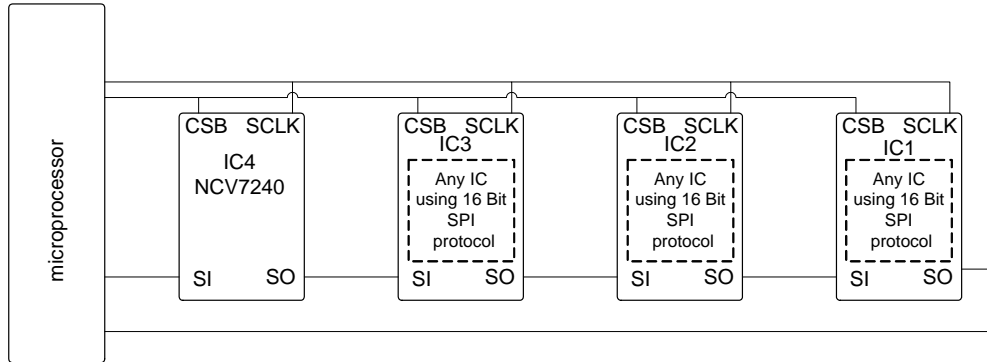 microprocessor
CSB SCLK
IC4
NCV7240
SI SO
CSB SCLK
IC3
Any IC
using 16 Bit
SPI
protocol
SI SO
CSB SCLK
IC2
Any IC
using 16 Bit
SPI
protocol
SI SO
CSB SCLK
IC1
Any IC
using 16 Bit
SPI
protocol
SI SO